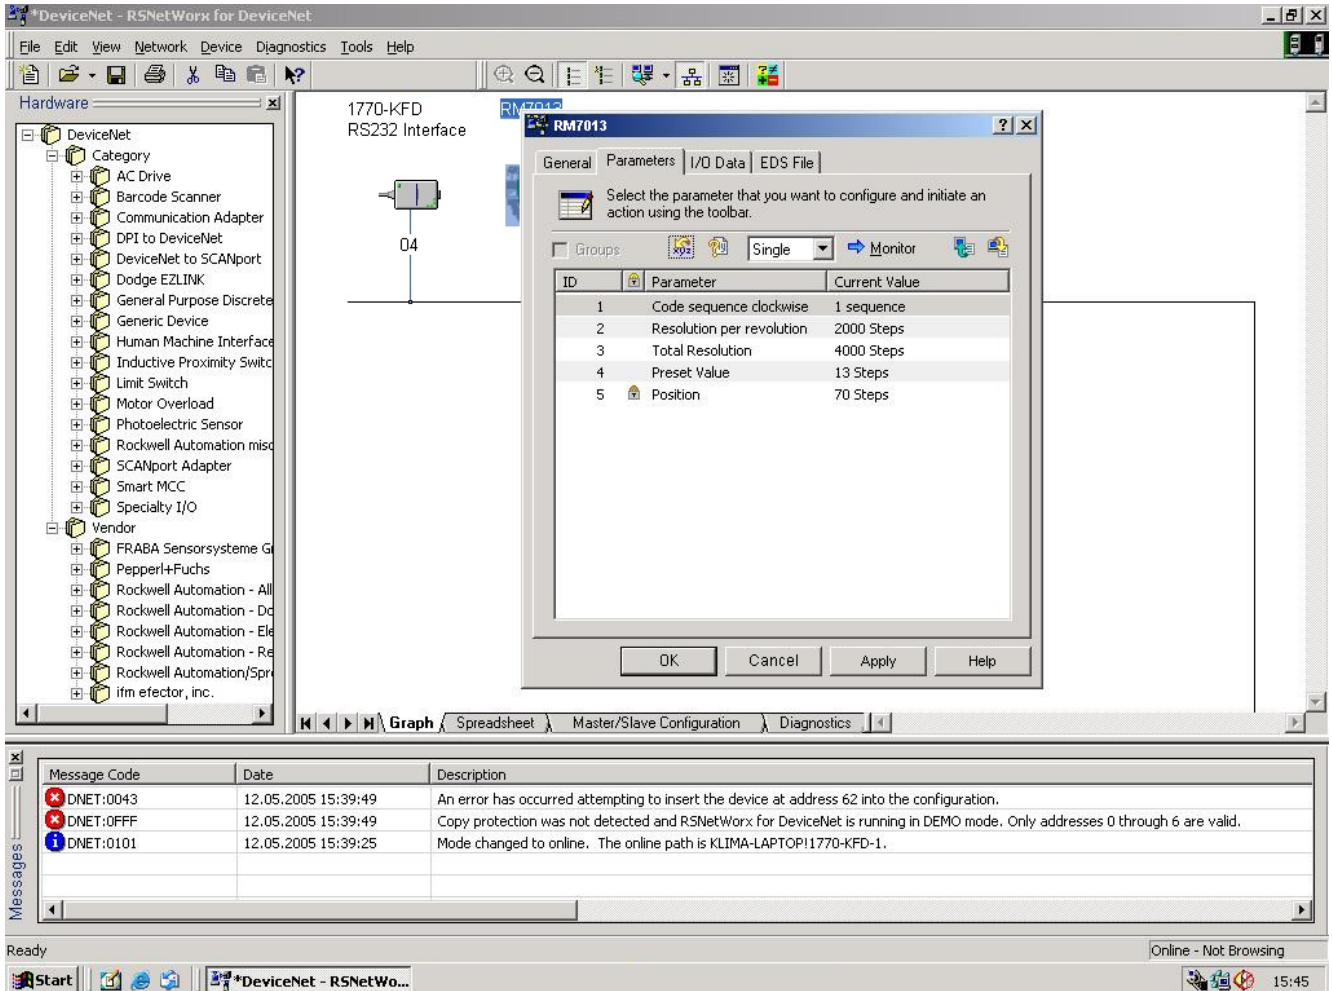 *DeviceNet - RSNetWorx for DeviceNet
File Edit View Network Device Diagnostics Tools Help
Hardware
DeviceNet
Category
AC Drive
Barcode Scanner
Communication Adapter
DPI to DeviceNet
DeviceNet to SCANport
Dodge EZLINK
General Purpose Discrete
Generic Device
Human Machine Interface
Inductive Proximity Switc
Limit Switch
Motor Overload
Photoelectric Sensor
Rockwell Automation misc
SCANport Adapter
Smart MCC
Specialty I/O
Vendor
FRABA Sensorsysteme G
Pepperl+Fuchs
Rockwell Automation - All
Rockwell Automation - Do
Rockwell Automation - Ele
Rockwell Automation - Re
Rockwell Automation/Spr
ifm efector, inc.
1770-KFD
RS232 Interface
04
RM7013
RM7013
General Parameters I/O Data EDS File
Select the parameter that you want to configure and initiate an
action using the toolbar.
Groups Single Monitor
ID Parameter Current Value
1 Code sequence clockwise 1 sequence
2 Resolution per revolution 2000 Steps
3 Total Resolution 4000 Steps
4 Preset Value 13 Steps
5 Position 70 Steps
OK Cancel Apply Help
Graph Spreadsheet Master/Slave Configuration Diagnostics
Messages
Message Code Date Description
DNET:0043 12.05.2005 15:39:49 An error has occurred attempting to insert the device at address 62 into the configuration.
DNET:0FFF 12.05.2005 15:39:49 Copy protection was not detected and RSNetWorx for DeviceNet is running in DEMO mode. Only addresses 0 through 6 are valid.
DNET:0101 12.05.2005 15:39:25 Mode changed to online. The online path is KLIMA-LAPTOP!1770-KFD-1.
Ready
Online - Not Browsing
Start *DeviceNet - RSNetWo... 15:45